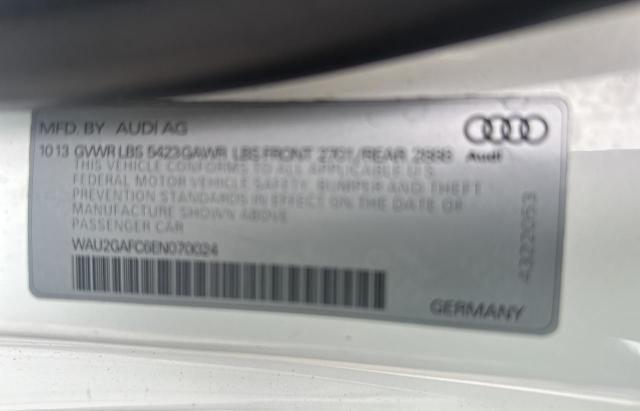 MFD. BY AUDI AG
Audi
10 13 GVWR LBS 5423 GAWR LBS FRONT 2701/REAR 2888
THIS VEHICLE CONFORMS TO ALL APPLICABLE U.S.
FEDERAL MOTOR VEHICLE SAFETY, BUMPER AND THEFT
PREVENTION STANDARDS IN EFFECT ON THE DATE OF
MANUFACTURE SHOWN ABOVE
PASSENGER CAR
WAU2GAFC6EN070024
4322053
GERMANY